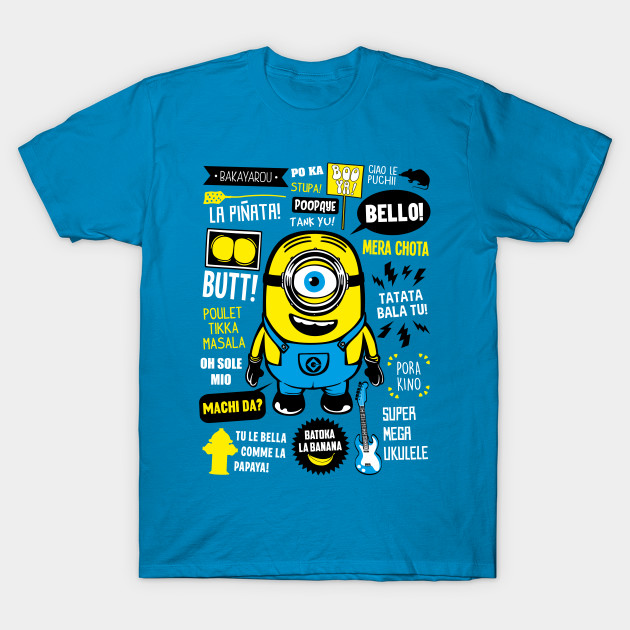 BAKAYAROU
PO KA
STUPA!
BOO
YA!
CIAO LE
PUCHII
LA PIÑATA!
POOPAYE
TANK YU!
BELLO!
MERA CHOTA
BUTT!
TATATA
BALA TU!
POULET
TIKKA
MASALA
OH SOLE
MIO
PORA
KINO
MACHI DA?
TU LE BELLA
COMME LA
PAPAYA!
BATOKA
LA BANANA
SUPER
MEGA
UKULELE